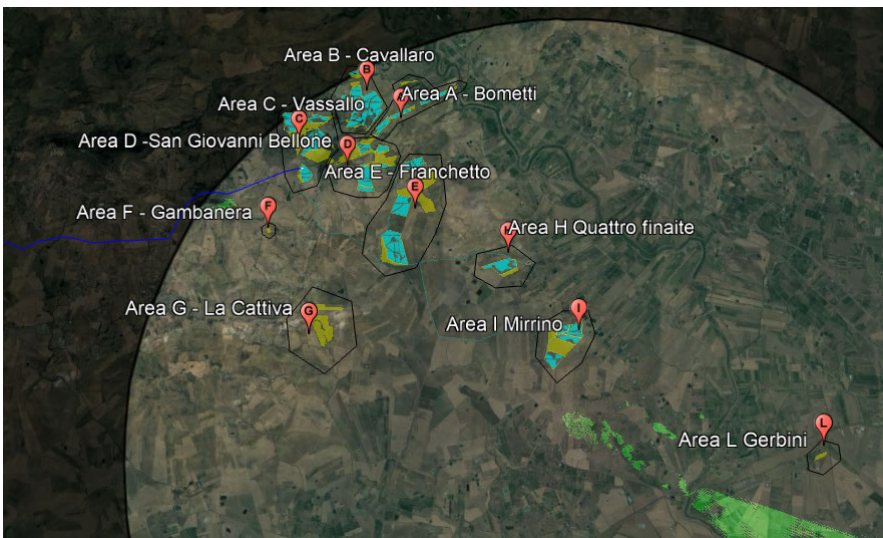 Area B - Cavallaro
B
Area A - Bometti
A
Area C - Vassallo
C
Area D -San Giovanni Bellone
D
Area E - Franchetto
E
Area F - Gambanera
F
Area H Quattro finaite
Area G - La Cattiva
G
Area I Mirrino
I
Area L Gerbini
L